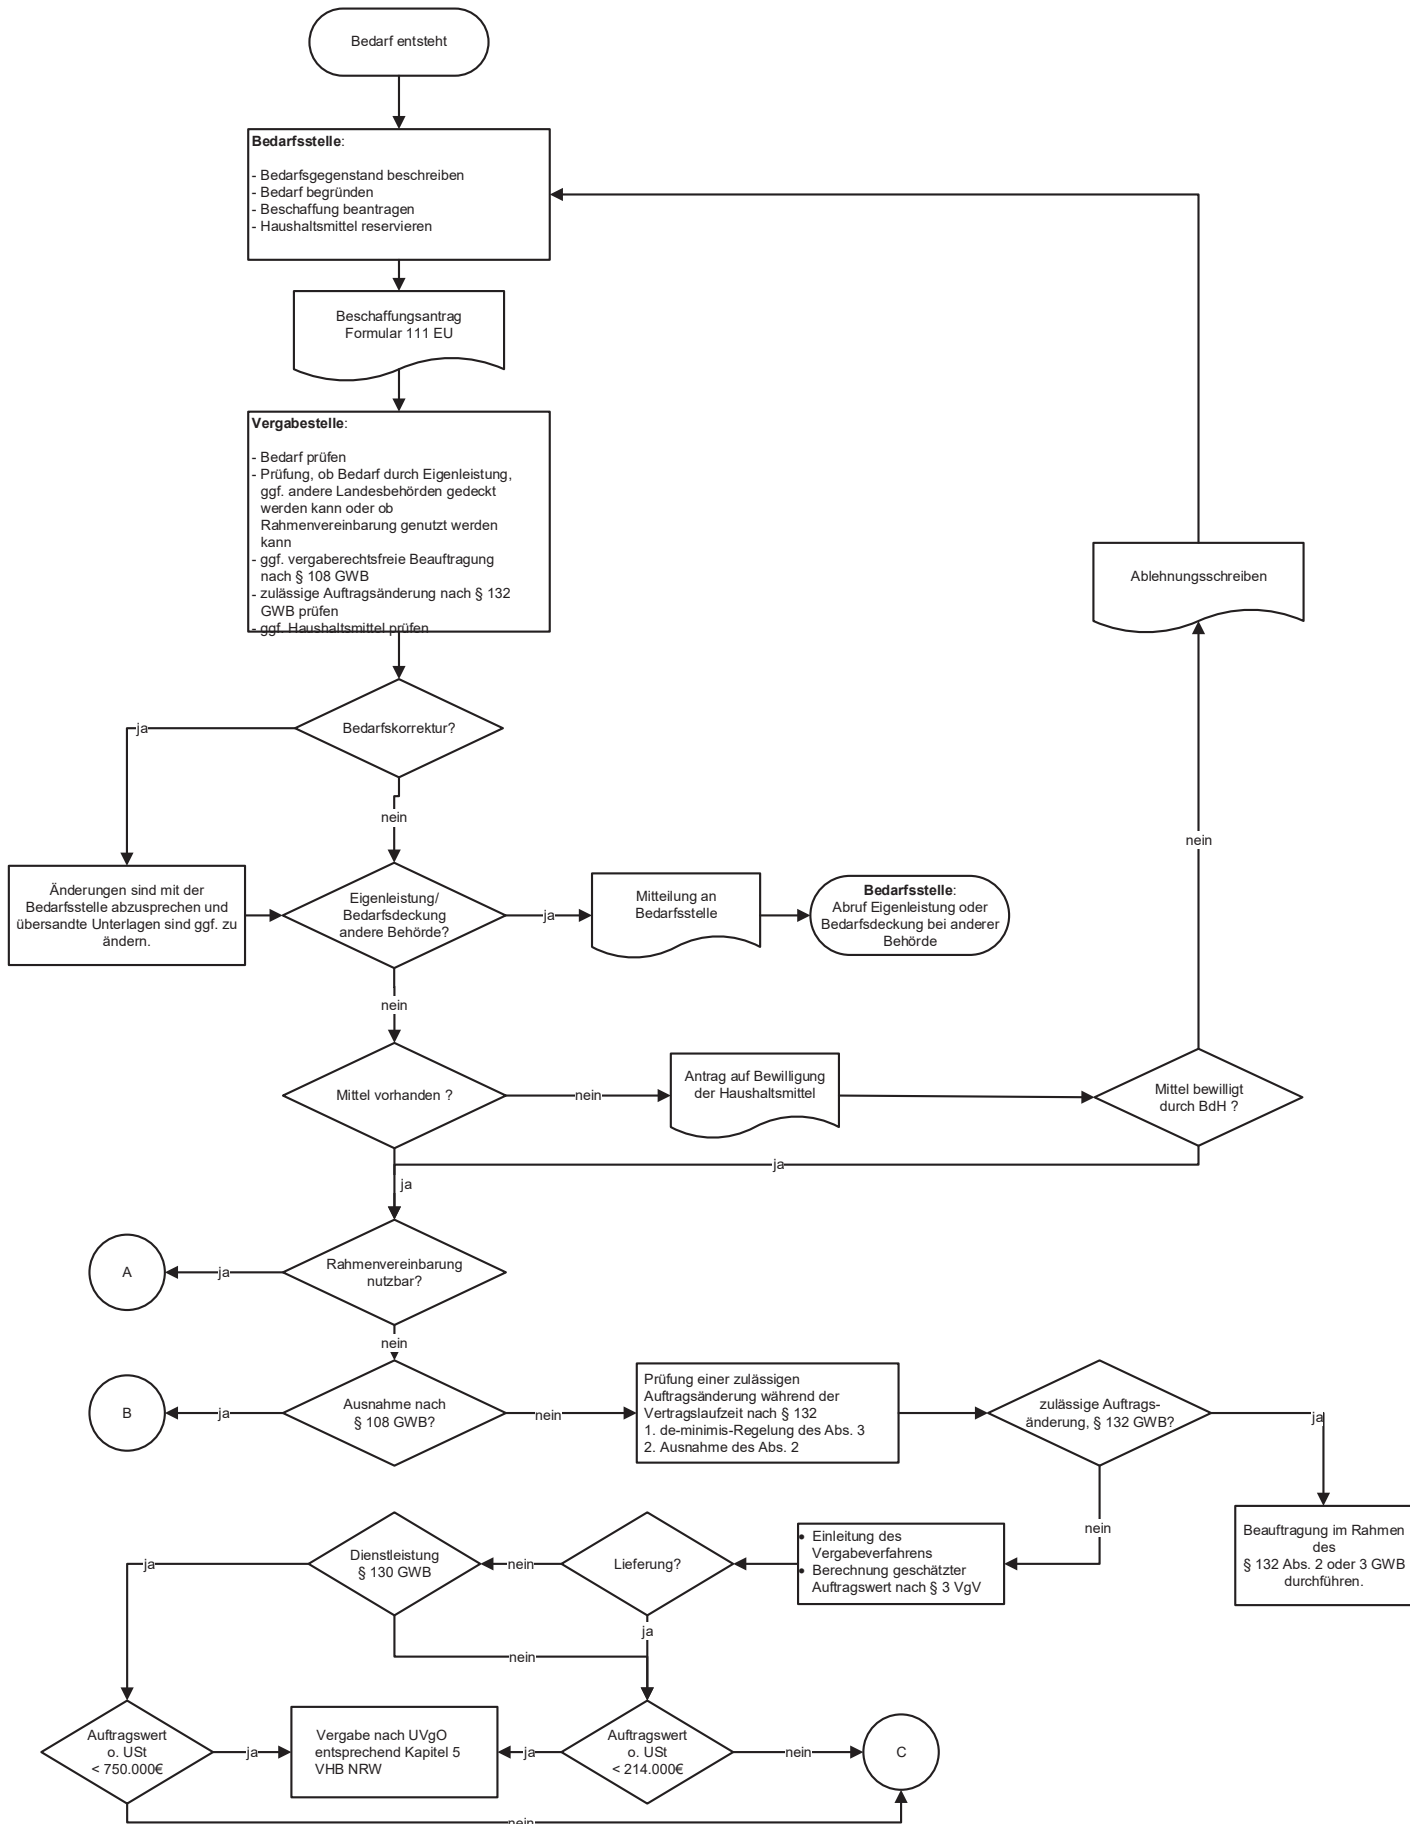 Bedarf entsteht
Bedarfsstelle:
- Bedarfsgegenstand beschreiben
- Bedarf begründen
- Beschaffung beantragen
- Haushaltsmittel reservieren
Beschaffungsantrag
Formular 111 EU
Vergabestelle:
- Bedarf prüfen
- Prüfung, ob Bedarf durch Eigenleistung,
ggf. andere Landesbehörden gedeckt
werden kann oder ob
Rahmenvereinbarung genutzt werden
kann
- ggf. vergaberechtsfreie Beauftragung
nach § 108 GWB
- zulässige Auftragsänderung nach § 132
GWB prüfen
- ggf. Haushaltsmittel prüfen
Ablehnungsschreiben
Bedarfskorrektur?
ja
nein
nein
Änderungen sind mit der
Bedarfsstelle abzusprechen und
übersandte Unterlagen sind ggf. zu
ändern.
Eigenleistung/
Bedarfsdeckung
andere Behörde?
ja
Mitteilung an
Bedarfsstelle
Bedarfsstelle:
Abruf Eigenleistung oder
Bedarfsdeckung bei anderer
Behörde
nein
Mittel vorhanden ?
nein
Antrag auf Bewilligung
der Haushaltsmittel
Mittel bewilligt
durch BdH ?
ja
ja
Rahmenvereinbarung
nutzbar?
ja
A
nein
Ausnahme nach
§ 108 GWB?
ja
B
nein
Prüfung einer zulässigen
Auftragsänderung während der
Vertragslaufzeit nach § 132
1. de-minimis-Regelung des Abs. 3
2. Ausnahme des Abs. 2
zulässige Auftrags-
änderung, § 132 GWB?
ja
nein
Beauftragung im Rahmen
des
§ 132 Abs. 2 oder 3 GWB
durchführen.
• Einleitung des
Vergabeverfahrens
• Berechnung geschätzter
Auftragswert nach § 3 VgV
Lieferung?
nein
Dienstleistung
§ 130 GWB
ja
ja
nein
Auftragswert
o. USt
< 750.000€
ja
Vergabe nach UVgO
entsprechend Kapitel 5
VHB NRW
ja
Auftragswert
o. USt
< 214.000€
nein
C
nein